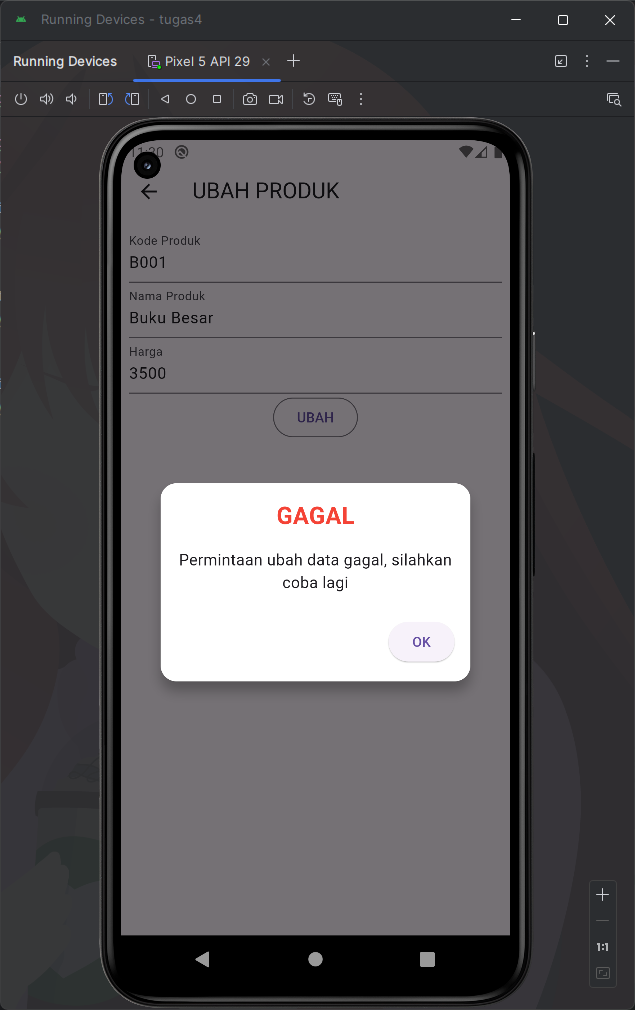 Running Devices - tugas4
Running Devices
Pixel 5 API 29
11:30
UBAH PRODUK
Kode Produk
B001
Nama Produk
Buku Besar
Harga
3500
UBAH
GAGAL
Permintaan ubah data gagal, silahkan
coba lagi
OK
1:1